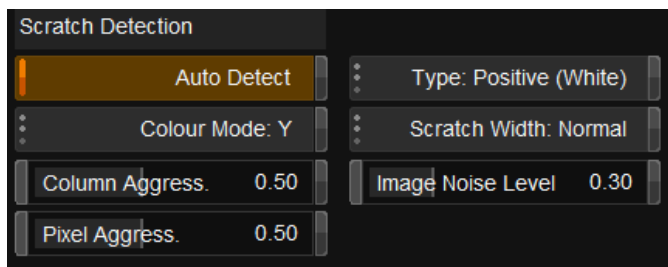 Scratch Detection
Auto Detect
Type: Positive (White)
Colour Mode: Y
Scratch Width: Normal
Column Aggress. 0.50
Image Noise Level 0.30
Pixel Aggress. 0.50